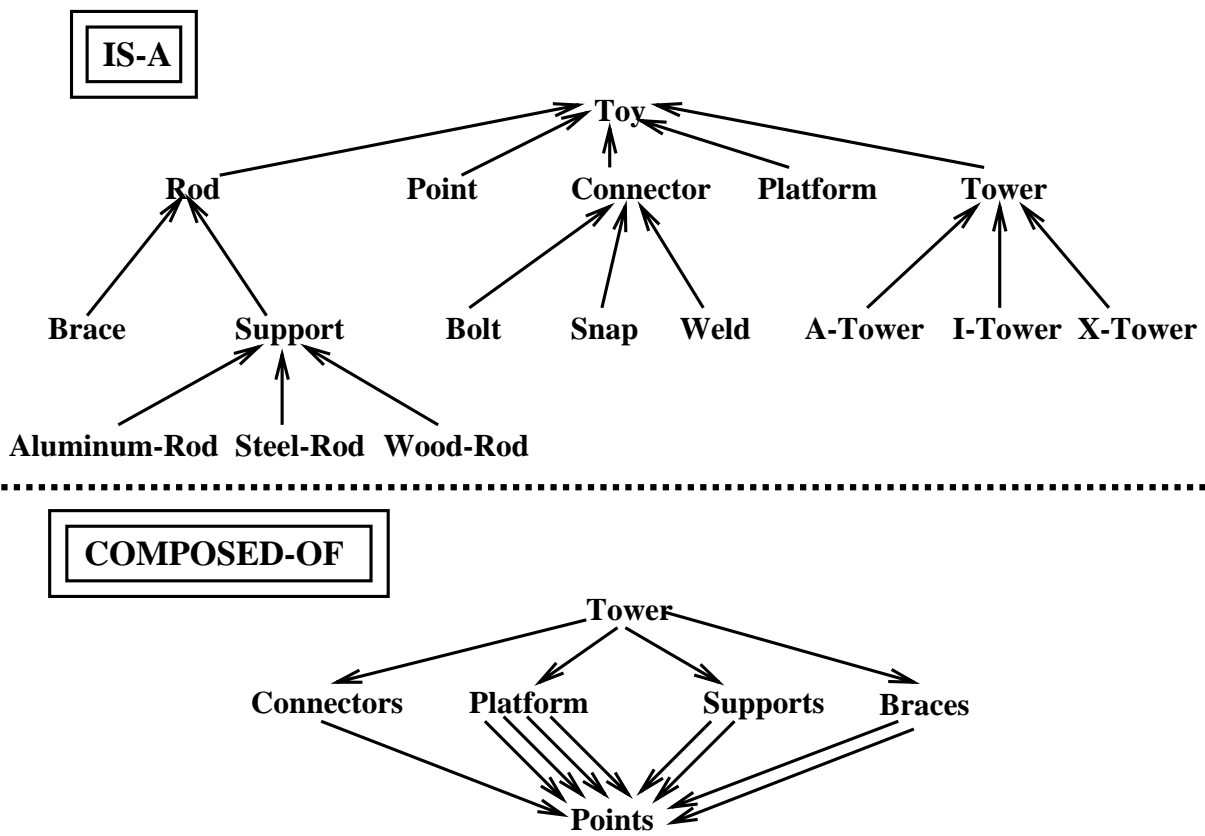 IS-A
Toy
Rod Point Connector Platform Tower
Brace Support Bolt Snap Weld A-Tower I-Tower X-Tower
Aluminum-Rod Steel-Rod Wood-Rod
COMPOSED-OF
Tower
Connectors Platform Supports Braces
Points